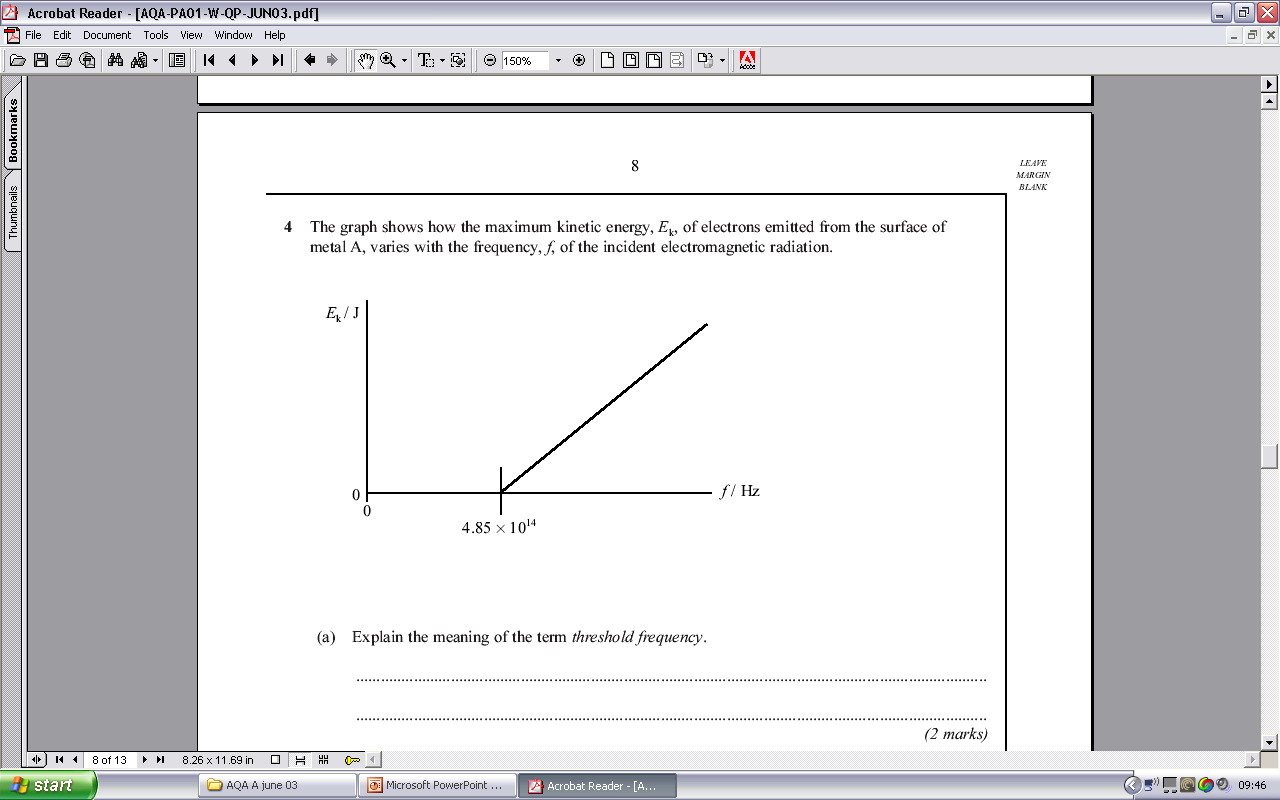 Acrobat Reader - [AQA-PA01-W-QP-JUN03.pdf]
File Edit Document Tools View Window Help
150%
Adobe
Bookmarks
Thumbnails
8
LEAVE
MARGIN
BLANK
4 The graph shows how the maximum kinetic energy, Eₖ, of electrons emitted from the surface of
metal A, varies with the frequency, f, of the incident electromagnetic radiation.
Eₖ / J
0
0
4.85 × 10¹⁴
f / Hz
(a) Explain the meaning of the term threshold frequency.
................................................................................
................................................................................
(2 marks)
8 of 13 8.26 x 11.69 in
start AQA A june 03 Microsoft PowerPoint ... Acrobat Reader - [A... 09:46